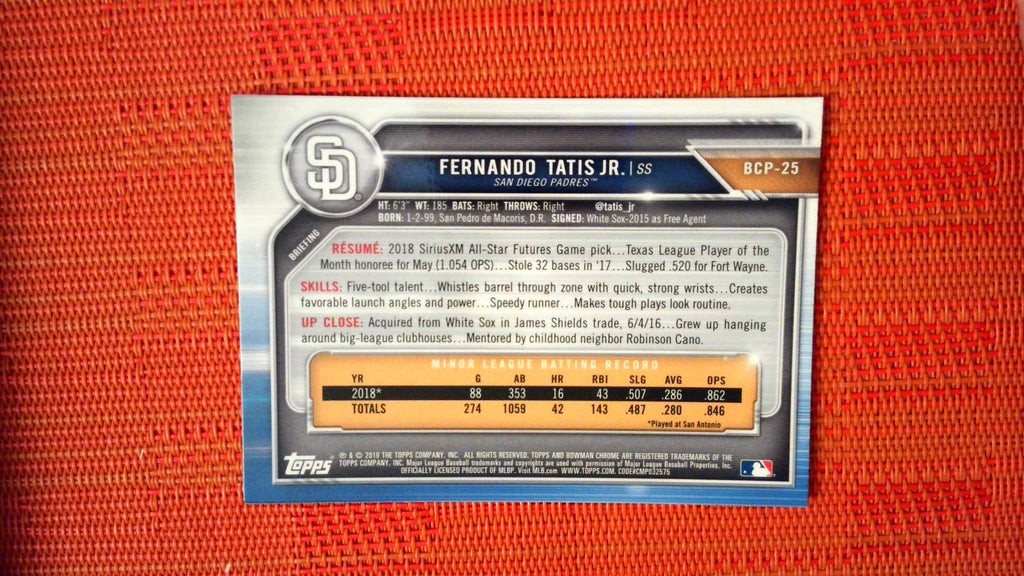 SD
FERNANDO TATIS JR. | SS
BCP-25
SAN DIEGO PADRES™
HT: 6'3" WT: 185 BATS: Right THROWS: Right @tatis_jr
BORN: 1-2-99, San Pedro de Macoris, D.R. SIGNED: White Sox-2015 as Free Agent
BRIEFING
RÉSUMÉ: 2018 SiriusXM All-Star Futures Game pick...Texas League Player of the
Month honoree for May (1.054 OPS)...Stole 32 bases in '17...Slugged .520 for Fort Wayne.
SKILLS: Five-tool talent...Whistles barrel through zone with quick, strong wrists...Creates
favorable launch angles and power...Speedy runner...Makes tough plays look routine.
UP CLOSE: Acquired from White Sox in James Shields trade, 6/4/16...Grew up hanging
around big-league clubhouses...Mentored by childhood neighbor Robinson Cano.
MINOR LEAGUE BATTING RECORD
YR G AB HR RBI SLG AVG OPS
2018* 88 353 16 43 .507 .286 .862
TOTALS 274 1059 42 143 .487 .280 .846
*Played at San Antonio
Topps
® & © 2019 THE TOPPS COMPANY, INC. ALL RIGHTS RESERVED. TOPPS AND BOWMAN CHROME ARE REGISTERED TRADEMARKS OF THE
TOPPS COMPANY, INC. Major League Baseball trademarks and copyrights are used with permission of Major League Baseball Properties, Inc.
OFFICIALLY LICENSED PRODUCT OF MLBP. Visit MLB.com WWW.TOPPS.COM. CODE#CMP032575